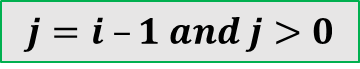 j = i – 1 and j > 0